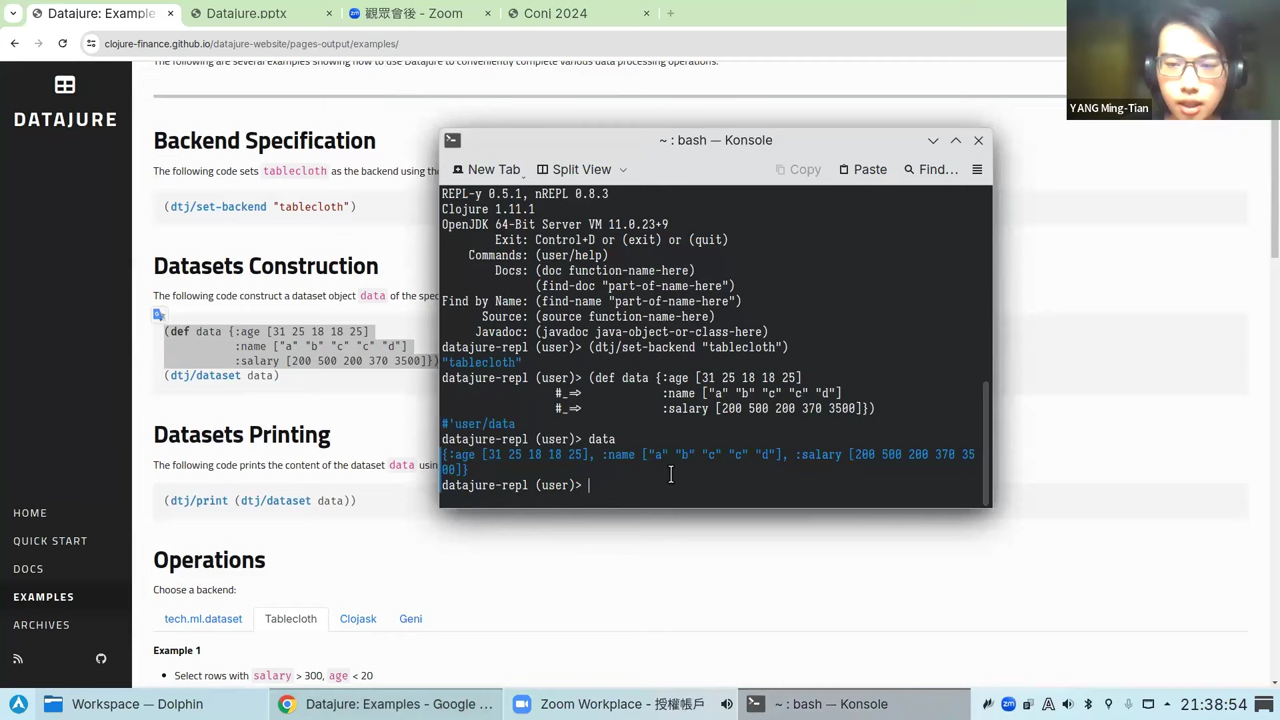 Datajure: Example
Datajure.pptx
觀眾會後 - Zoom
Conj 2024
clojure-finance.github.io/datajure-website/pages-output/examples/
The following are several examples showing how to use Datajure to conveniently complete various data processing operations.
DATAJURE
Backend Specification
The following code sets tablecloth as the backend using the
(dtj/set-backend "tablecloth")
Datasets Construction
The following code construct a dataset object data of the spec
(def data {:age [31 25 18 18 25]
:name ["a" "b" "c" "c" "d"]
:salary [200 500 200 370 3500]})
(dtj/dataset data)
Datasets Printing
The following code prints the content of the dataset data usin
(dtj/print (dtj/dataset data))
Operations
Choose a backend:
tech.ml.dataset Tablecloth Clojask Geni
Example 1
Select rows with salary > 300, age < 20
HOME
QUICK START
DOCS
EXAMPLES
ARCHIVES
~ : bash — Konsole
New Tab Split View Copy Paste Find...
REPL-y 0.5.1, nREPL 0.8.3
Clojure 1.11.1
OpenJDK 64-Bit Server VM 11.0.23+9
Exit: Control+D or (exit) or (quit)
Commands: (user/help)
Docs: (doc function-name-here)
(find-doc "part-of-name-here")
Find by Name: (find-name "part-of-name-here")
Source: (source function-name-here)
Javadoc: (javadoc java-object-or-class-here)
datajure-repl (user)> (dtj/set-backend "tablecloth")
"tablecloth"
datajure-repl (user)> (def data {:age [31 25 18 18 25]
#_=> :name ["a" "b" "c" "c" "d"]
#_=> :salary [200 500 200 370 3500]})
#'user/data
datajure-repl (user)> data
{:age [31 25 18 18 25], :name ["a" "b" "c" "c" "d"], :salary [200 500 200 370 35
00]}
datajure-repl (user)>
YANG Ming-Tian
Workspace — Dolphin
Datajure: Examples - Google ...
Zoom Workplace - 授權帳戶
~ : bash — Konsole
21:38:54